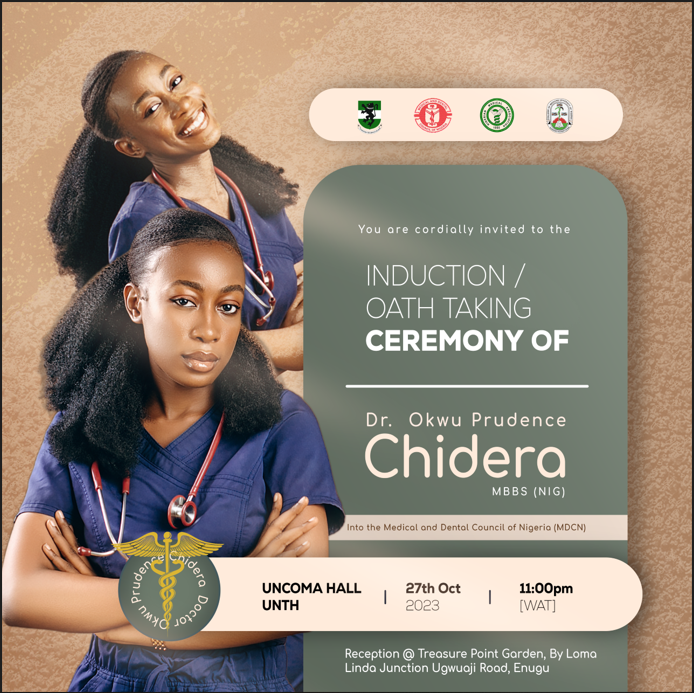 You are cordially invited to the
INDUCTION /
OATH TAKING
CEREMONY OF
Dr. Okwu Prudence
Chidera
MBBS (NIG)
Into the Medical and Dental Council of Nigeria (MDCN)
Doctor Okwu Prudence Chidera
UNCOMA HALL | 27th Oct | 11:00pm
UNTH 2023 [WAT]
Reception @ Treasure Point Garden, By Loma
Linda Junction Ugwuaji Road, Enugu